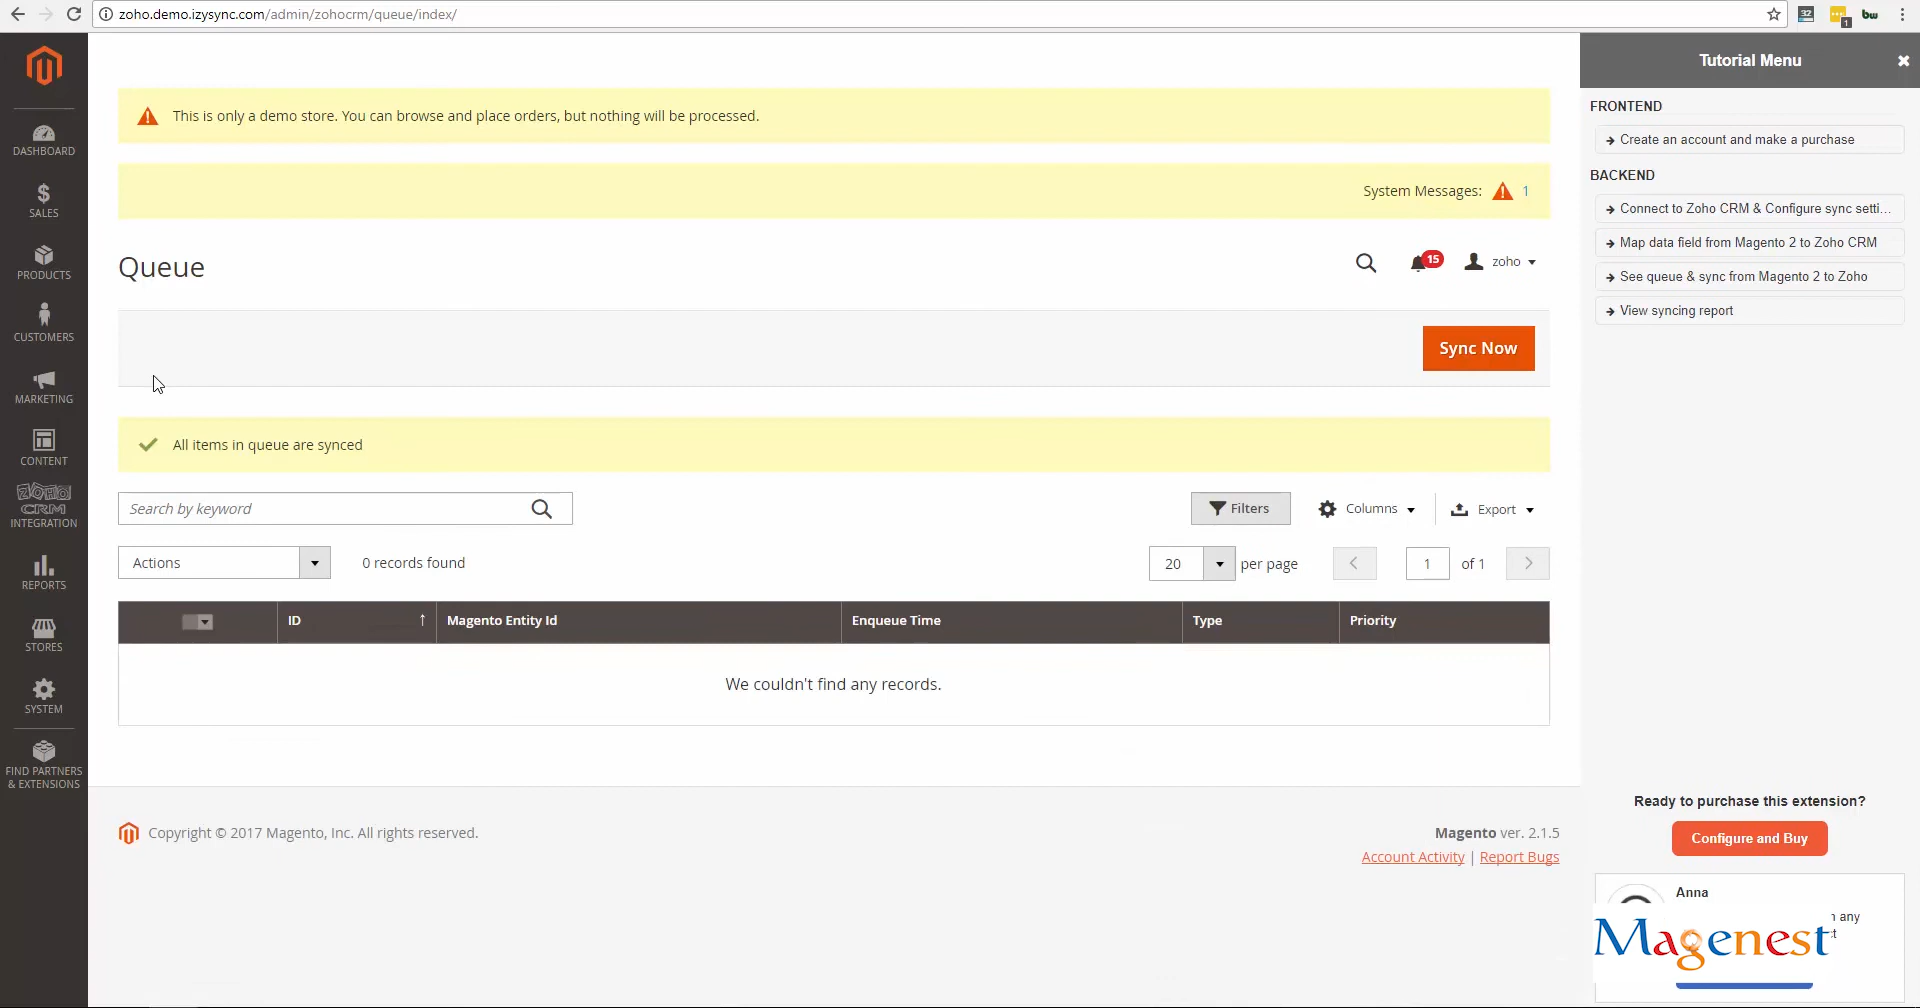 zoho.demo.izysync.com/admin/zohocrm/queue/index/
32
1
bw
DASHBOARD
SALES
PRODUCTS
CUSTOMERS
MARKETING
CONTENT
ZOHO
CRM
INTEGRATION
REPORTS
STORES
SYSTEM
FIND PARTNERS
& EXTENSIONS
This is only a demo store. You can browse and place orders, but nothing will be processed.
System Messages: 1
Queue
15
zoho
Sync Now
All items in queue are synced
Search by keyword
Filters
Columns
Export
Actions
0 records found
20 per page
1 of 1
ID ↑ Magento Entity Id Enqueue Time Type Priority
We couldn't find any records.
Copyright © 2017 Magento, Inc. All rights reserved.
Magento ver. 2.1.5
Account Activity | Report Bugs
Tutorial Menu
FRONTEND
Create an account and make a purchase
BACKEND
Connect to Zoho CRM & Configure sync setti...
Map data field from Magento 2 to Zoho CRM
See queue & sync from Magento 2 to Zoho
View syncing report
Ready to purchase this extension?
Configure and Buy
Anna
any
Magenest